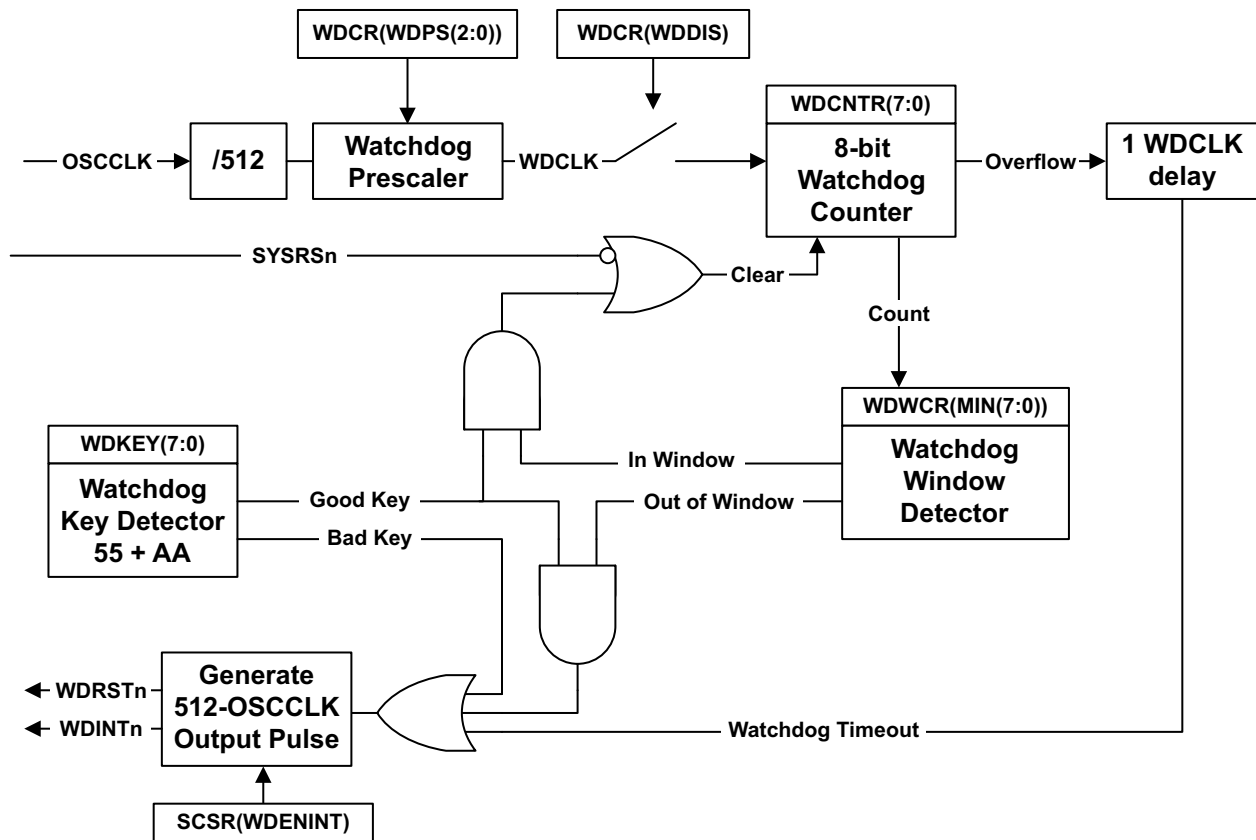 WDCR(WDPS(2:0))
WDCR(WDDIS)
WDCNTR(7:0)
OSCCLK
/512
Watchdog
Prescaler
WDCLK
8-bit
Watchdog
Counter
Overflow
1 WDCLK
delay
SYSRSn
Clear
Count
WDKEY(7:0)
Watchdog
Key Detector
55 + AA
Good Key
Bad Key
In Window
Out of Window
WDWCR(MIN(7:0))
Watchdog
Window
Detector
WDRSTn
WDINTn
Generate
512-OSCCLK
Output Pulse
Watchdog Timeout
SCSR(WDENINT)